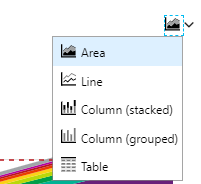 Area
Line
Column (stacked)
Column (grouped)
Table